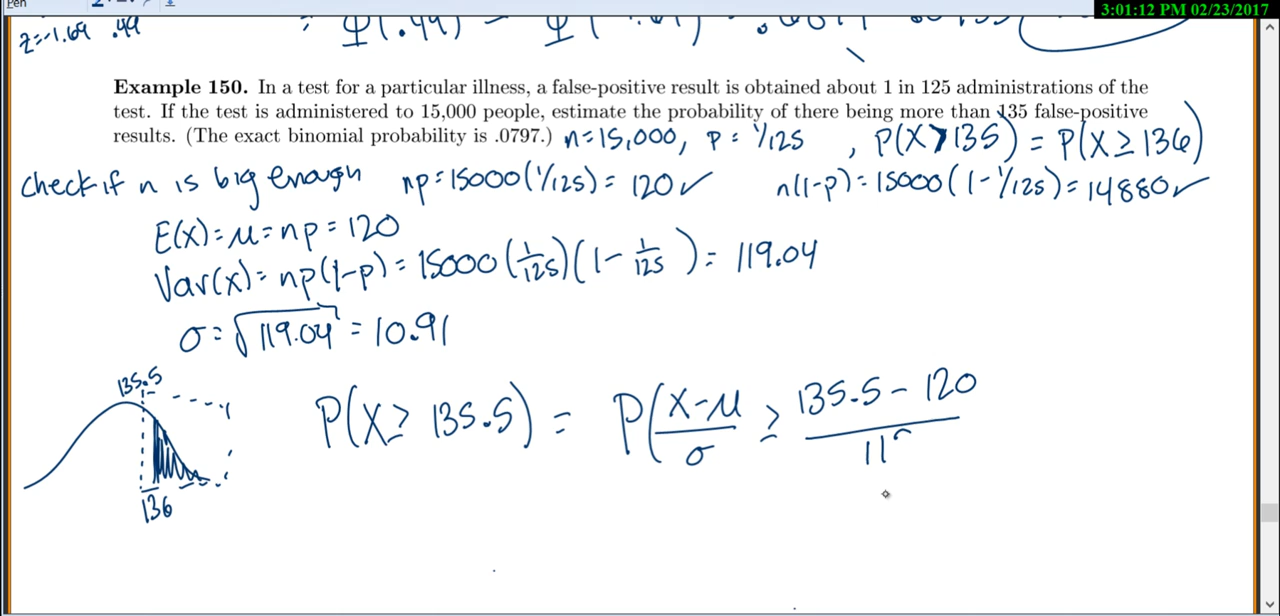 Pen
3:01:12 PM 02/23/2017
z=-1.69 .49
Example 150. In a test for a particular illness, a false-positive result is obtained about 1 in 125 administrations of the
test. If the test is administered to 15,000 people, estimate the probability of there being more than 135 false-positive
results. (The exact binomial probability is .0797.) n=15,000, p = 1/125 , P(X>135) = P(X≥136)
Check if n is big enough np=15000(1/125)=120✓ n(1-p)=15000(1-1/125)=14880✓
E(X)=μ=np=120
Var(X)=np(1-p)=15000(1/125)(1-1/125)=119.04
σ=√119.04=10.91
135.5
P(X≥135.5) = P(X-μ/σ ≥ 135.5-120/11
136